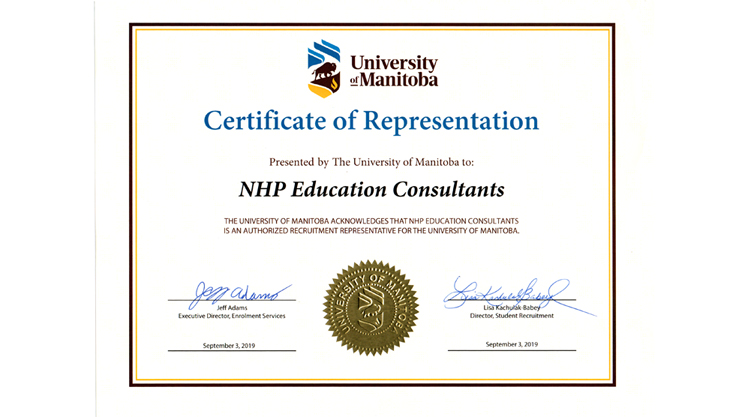 University
of Manitoba
Certificate of Representation
Presented by The University of Manitoba to:
NHP Education Consultants
THE UNIVERSITY OF MANITOBA ACKNOWLEDGES THAT NHP EDUCATION CONSULTANTS
IS AN AUTHORIZED RECRUITMENT REPRESENTATIVE FOR THE UNIVERSITY OF MANITOBA.
Jeff Adams
Jeff Adams
Executive Director, Enrolment Services
September 3, 2019
UNIVERSITY OF MANITOBA
Lisa Kachulak-Babey
Lisa Kachulak-Babey
Director, Student Recruitment
September 3, 2019